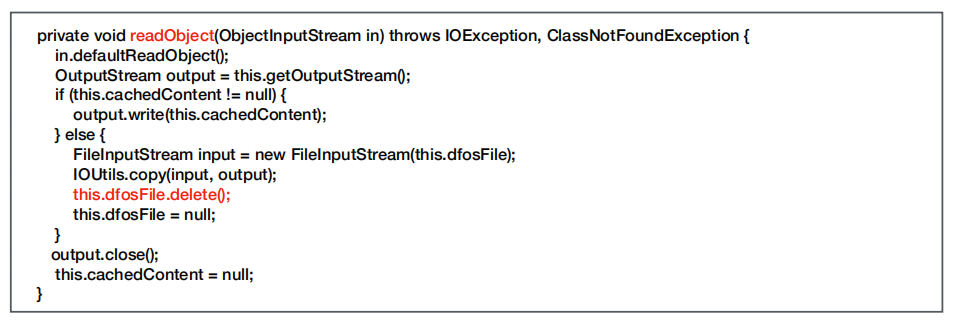 private void readObject(ObjectInputStream in) throws IOException, ClassNotFoundException {
in.defaultReadObject();
OutputStream output = this.getOutputStream();
if (this.cachedContent != null) {
output.write(this.cachedContent);
} else {
FileInputStream input = new FileInputStream(this.dfosFile);
IOUtils.copy(input, output);
this.dfosFile.delete();
this.dfosFile = null;
}
output.close();
this.cachedContent = null;
}